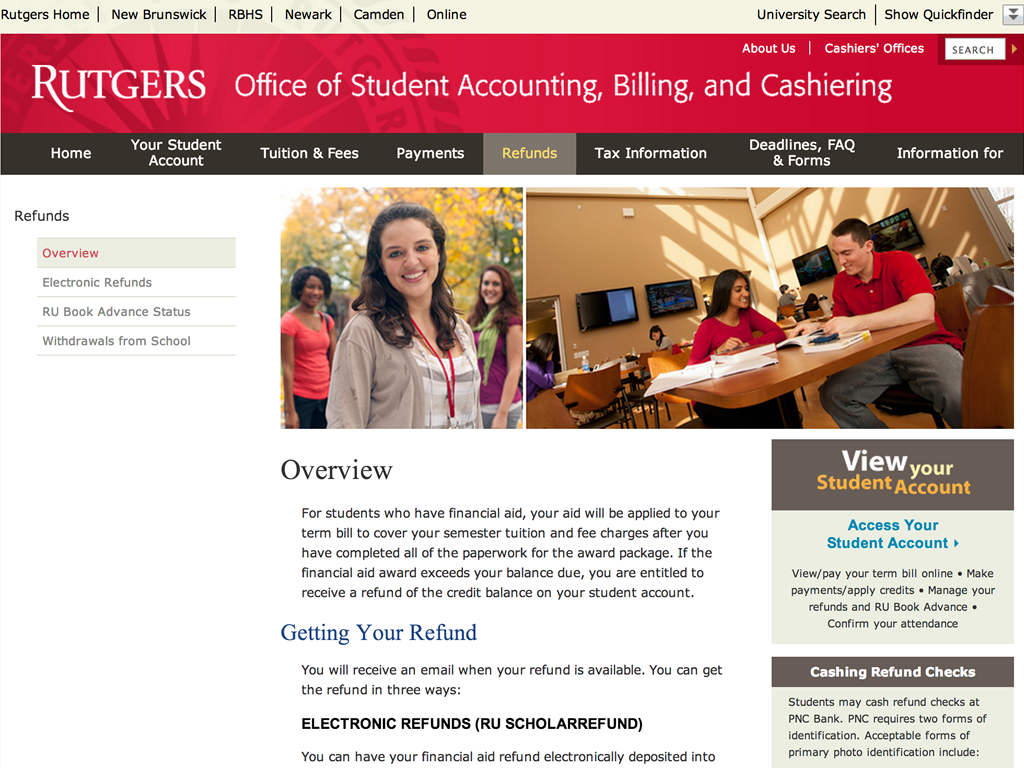 Rutgers Home | New Brunswick | RBHS | Newark | Camden | Online
University Search | Show Quickfinder
About Us | Cashiers' Offices
SEARCH
RUTGERS Office of Student Accounting, Billing, and Cashiering
Home
Your Student
Account
Tuition & Fees
Payments
Refunds
Tax Information
Deadlines, FAQ
& Forms
Information for
Refunds
Overview
Electronic Refunds
RU Book Advance Status
Withdrawals from School
Overview
For students who have financial aid, your aid will be applied to your
term bill to cover your semester tuition and fee charges after you
have completed all of the paperwork for the award package. If the
financial aid award exceeds your balance due, you are entitled to
receive a refund of the credit balance on your student account.
Getting Your Refund
You will receive an email when your refund is available. You can get
the refund in three ways:
ELECTRONIC REFUNDS (RU SCHOLARREFUND)
You can have your financial aid refund electronically deposited into
View your
Student Account
Access Your
Student Account
View/pay your term bill online • Make
payments/apply credits • Manage your
refunds and RU Book Advance •
Confirm your attendance
Cashing Refund Checks
Students may cash refund checks at
PNC Bank. PNC requires two forms of
identification. Acceptable forms of
primary photo identification include: